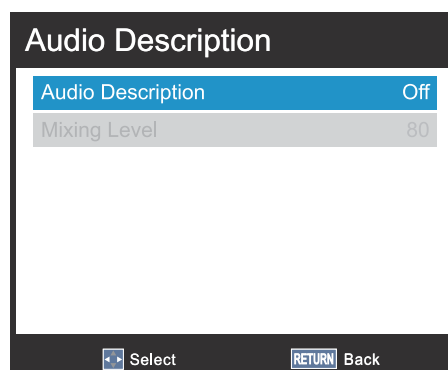 Audio Description
Audio Description Off
Mixing Level 80
Select RETURN Back